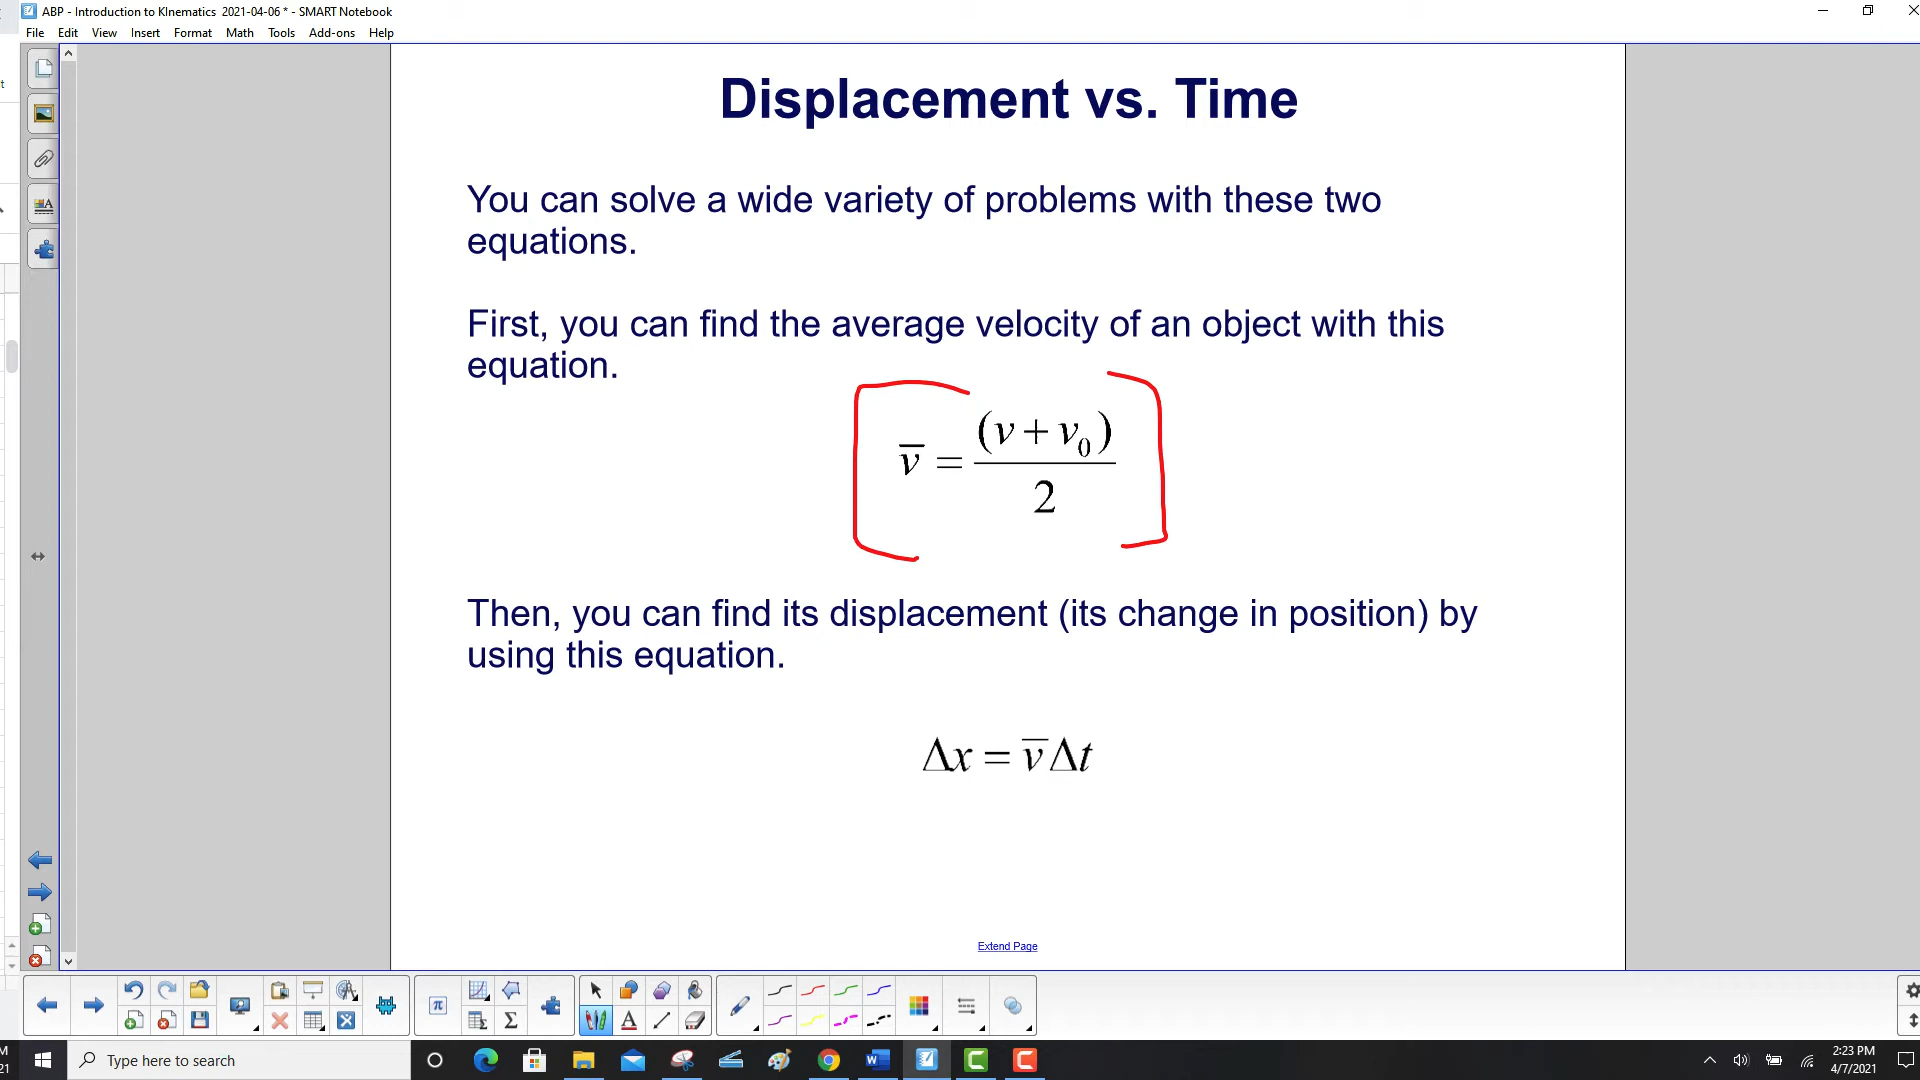 ABP - Introduction to KInematics 2021-04-06 * - SMART Notebook
File Edit View Insert Format Math Tools Add-ons Help
Displacement vs. Time
You can solve a wide variety of problems with these two
equations.
First, you can find the average velocity of an object with this
equation.
v̅ = (v + v₀) / 2
Then, you can find its displacement (its change in position) by
using this equation.
Δx = v̅Δt
Extend Page
Type here to search
2:23 PM
4/7/2021